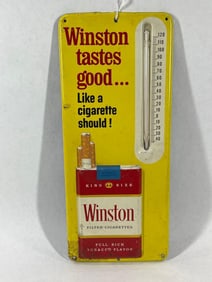 Winston
tastes
good...
Like a
cigarette
should!
KING SIZE
Winston
FILTER CIGARETTES
FULL RICH
TOBACCO FLAVOR